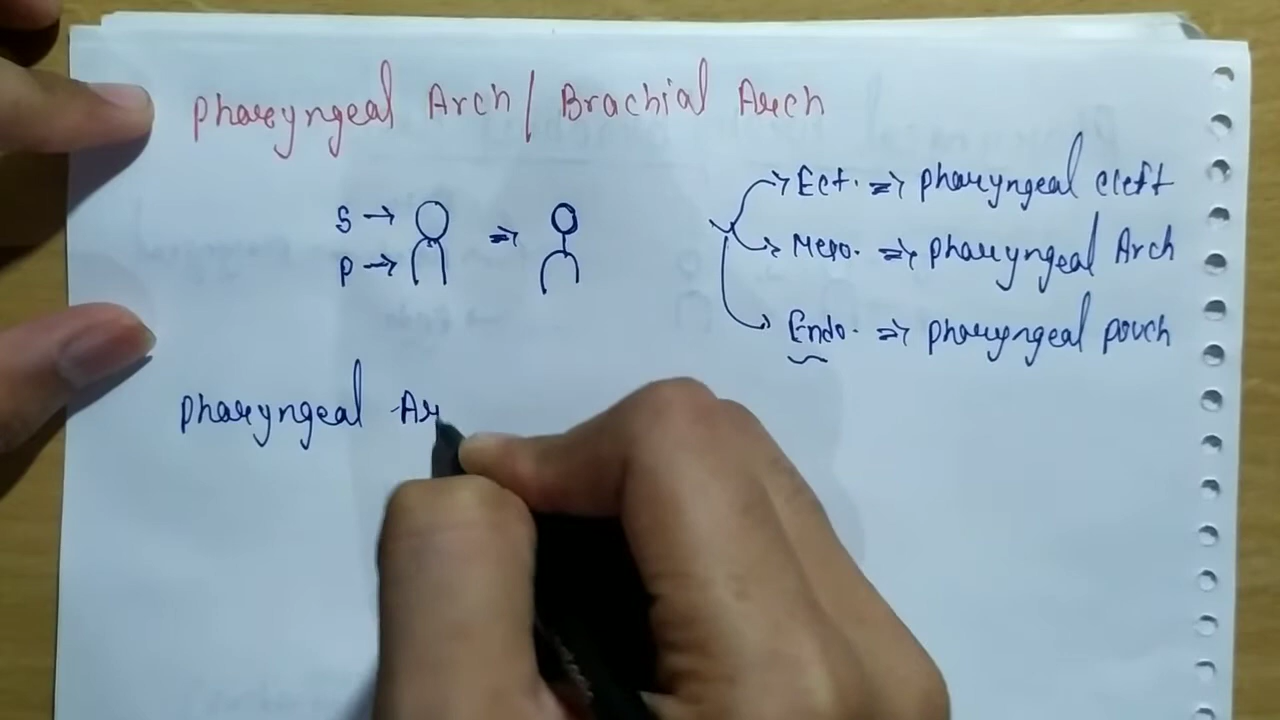 Pharyngeal Arch / Brachial Arch
S →
P →
⇒
Ect. ⇒ pharyngeal cleft
Meso. ⇒ pharyngeal Arch
Endo. ⇒ pharyngeal pouch
pharyngeal Ar